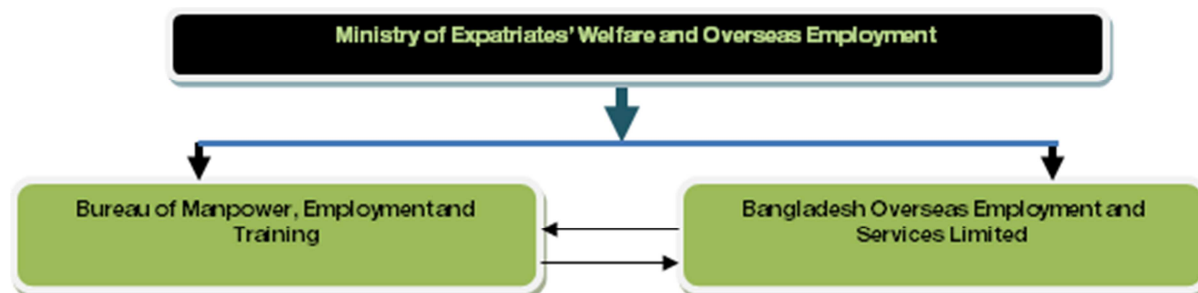 Ministry of Expatriates' Welfare and Overseas Employment
Bureau of Manpower, Employment and
Training
Bangladesh Overseas Employment and
Services Limited